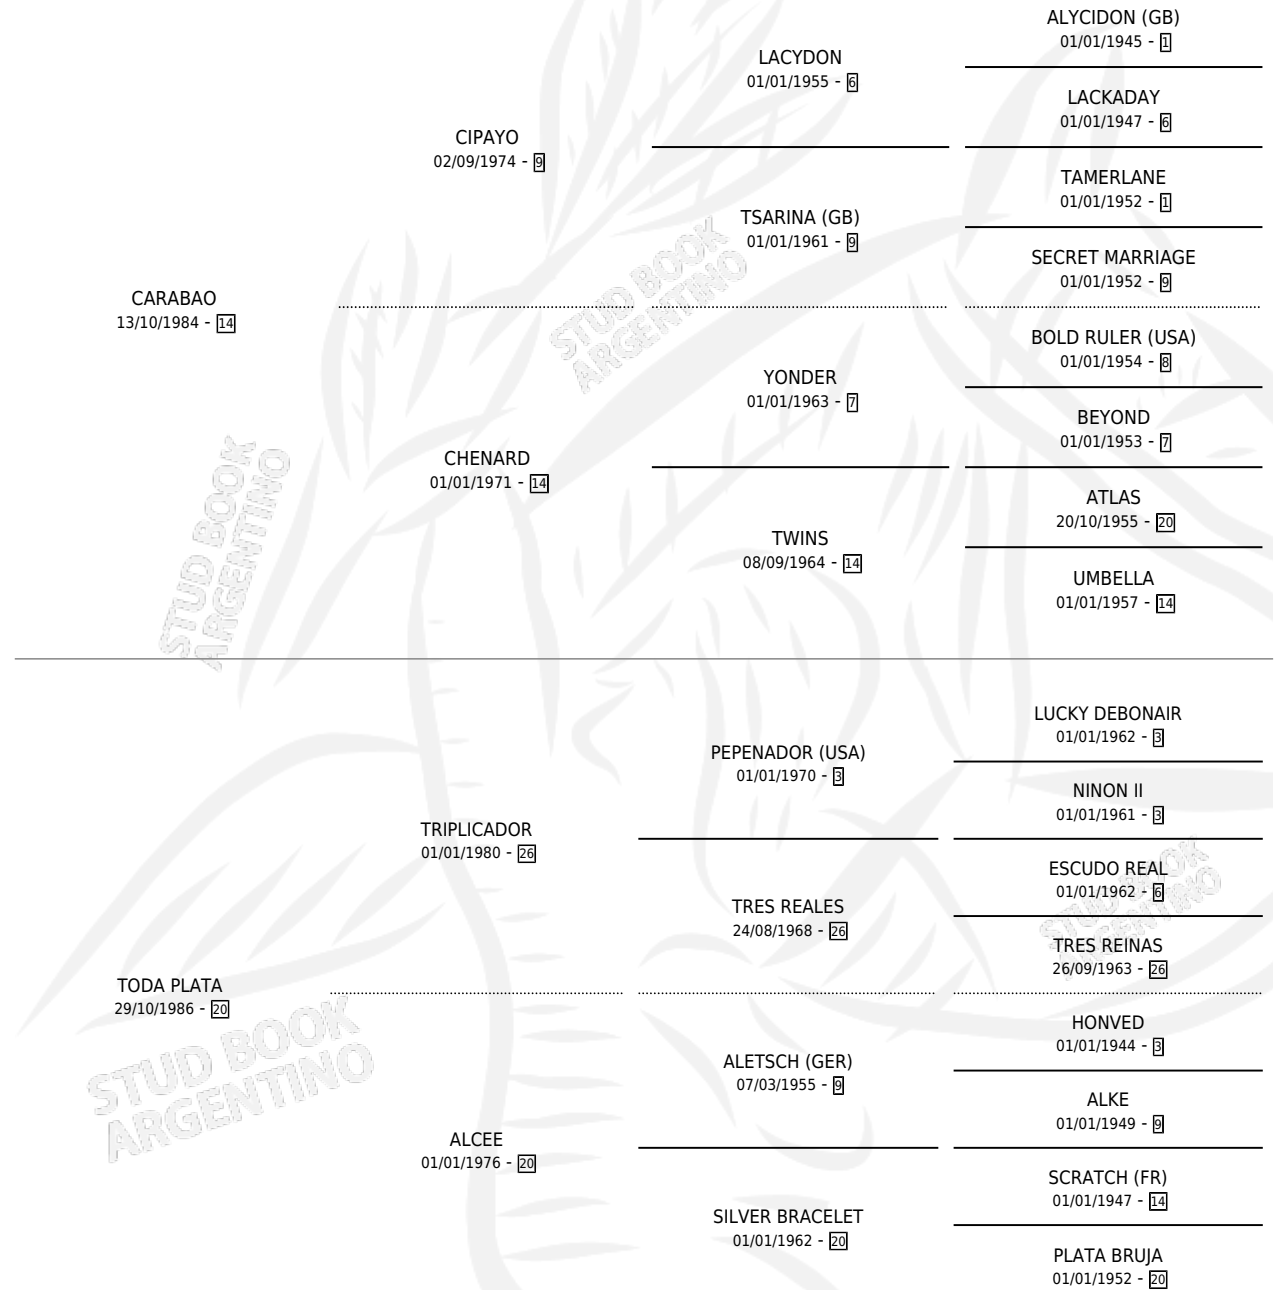 ALYCIDON (GB)
01/01/1945 - 1
LACYDON
01/01/1955 - 6
LACKADAY
01/01/1947 - 6
CIPAYO
02/09/1974 - 9
TAMERLANE
01/01/1952 - 1
TSARINA (GB)
01/01/1961 - 9
SECRET MARRIAGE
01/01/1952 - 9
CARABAO
13/10/1984 - 14
STUD BOOK
ARGENTINO
BOLD RULER (USA)
01/01/1954 - 8
YONDER
01/01/1963 - 7
BEYOND
01/01/1953 - 7
CHENARD
01/01/1971 - 14
ATLAS
20/10/1955 - 20
TWINS
08/09/1964 - 14
UMBELLA
01/01/1957 - 14
STUD BOOK
ARGENTINO
LUCKY DEBONAIR
01/01/1962 - 3
PEPENADOR (USA)
01/01/1970 - 3
NINON II
01/01/1961 - 3
TRIPLICADOR
01/01/1980 - 26
ESCUDO REAL
01/01/1962 - 6
STUD BOOK
ARGENTINO
TRES REALES
24/08/1968 - 26
TRES REINAS
26/09/1963 - 26
TODA PLATA
29/10/1986 - 20
STUD BOOK
ARGENTINO
HONVED
01/01/1944 - 3
ALETSCH (GER)
07/03/1955 - 9
ALKE
01/01/1949 - 9
ALCEE
01/01/1976 - 20
SCRATCH (FR)
01/01/1947 - 14
SILVER BRACELET
01/01/1962 - 20
PLATA BRUJA
01/01/1952 - 20